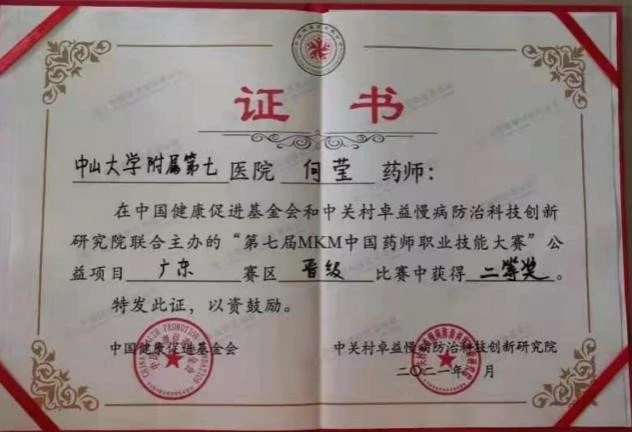 证 书
中山大学附属第七医院 何莹 药师：
在中国健康促进基金会和中关村卓益慢病防治科技创新
研究院联合主办的“第七届MKM中国药师职业技能大赛”公
益项目 广东 赛区 晋级 比赛中获得 二等奖 。
特发此证，以资鼓励。
中国健康促进基金会 中关村卓益慢病防治科技创新研究院
二〇二一年 月